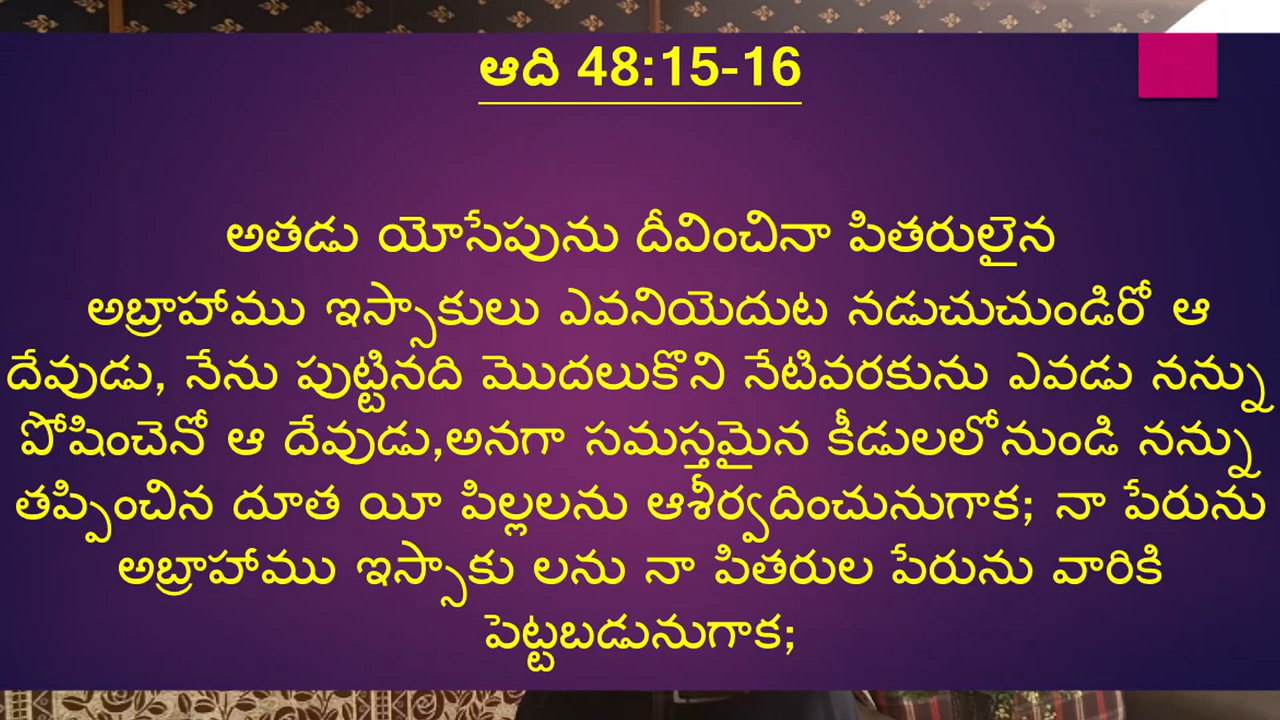 ఆది 48:15-16
అతడు యోసేపును దీవించినా పితరులైన
అబ్రాహాము ఇస్సాకులు ఎవనియెదుట నడుచుచుండిరో ఆ
దేవుడు, నేను పుట్టినది మొదలుకొని నేటివరకును ఎవడు నన్ను
పోషించెనో ఆ దేవుడు,అనగా సమస్తమైన కీడులలోనుండి నన్ను
తప్పించిన దూత యీ పిల్లలను ఆశీర్వదించునుగాక; నా పేరును
అబ్రాహాము ఇస్సాకు లను నా పితరుల పేరును వారికి
పెట్టబడునుగాక;